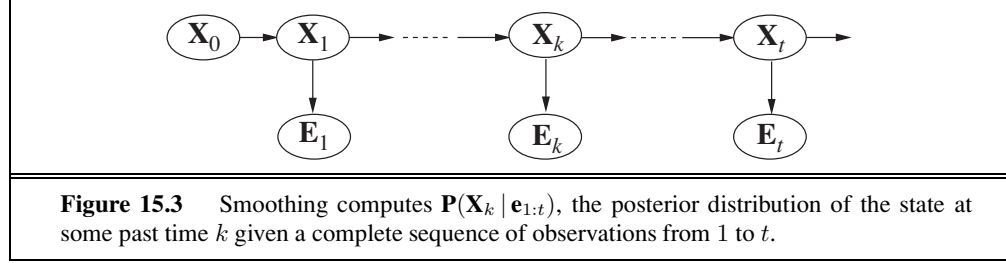 X₀ X₁ Xₖ Xₜ
E₁ Eₖ Eₜ
Figure 15.3 Smoothing computes P(Xₖ | e₁:ₜ), the posterior distribution of the state at
some past time k given a complete sequence of observations from 1 to t.